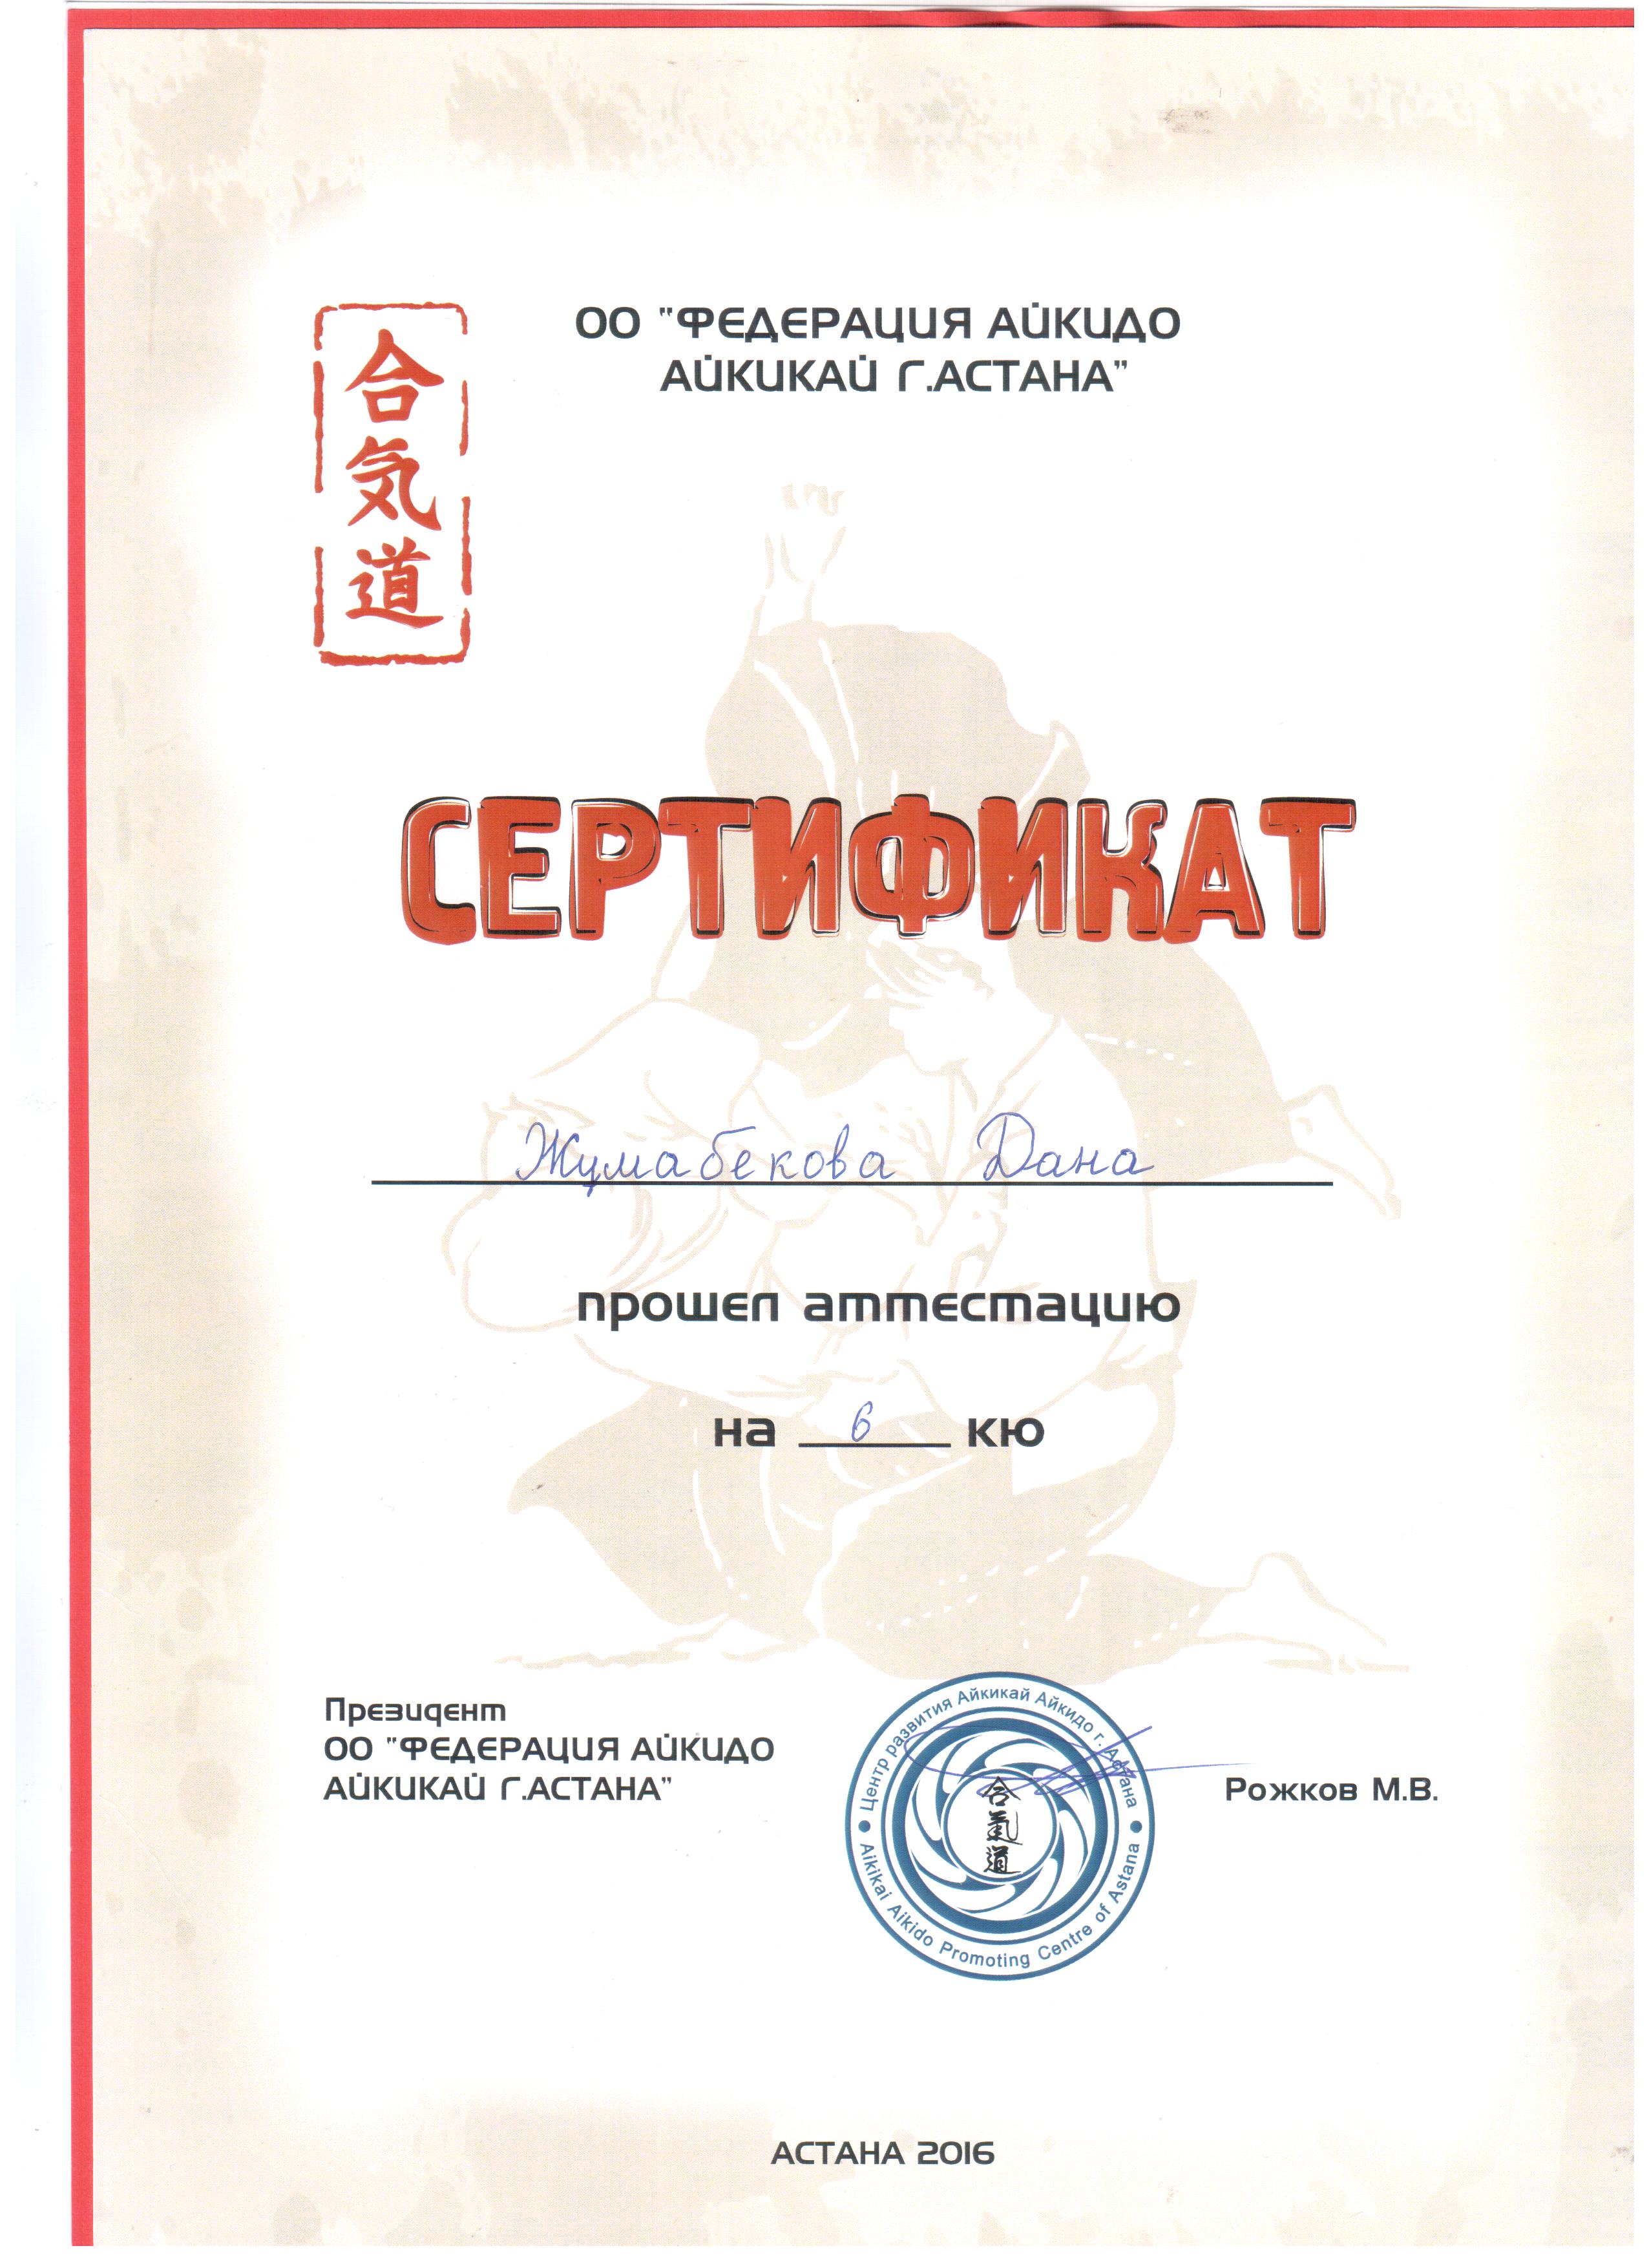 合
気
道
ОО "ФЕДЕРАЦИЯ АЙКИДО
АЙКИКАЙ Г.АСТАНА"
СЕРТИФИКАТ
Жумабекова Дана
прошел аттестацию
на 6 кю
Президент
ОО "ФЕДЕРАЦИЯ АЙКИДО
АЙКИКАЙ Г.АСТАНА"
Центр развития Айкикай Айкидо г. Астана
合
氣
道
Aikikai Aikido Promoting Centre of Astana
Рожков М.В.
АСТАНА 2016